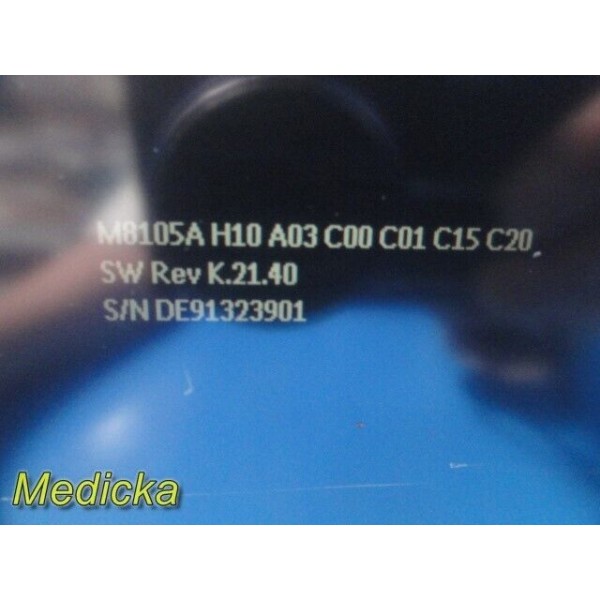 M8105A H10 A03 C00 C01 C15 C20
SW Rev K.21.40
S/N DE91323901
Medicka